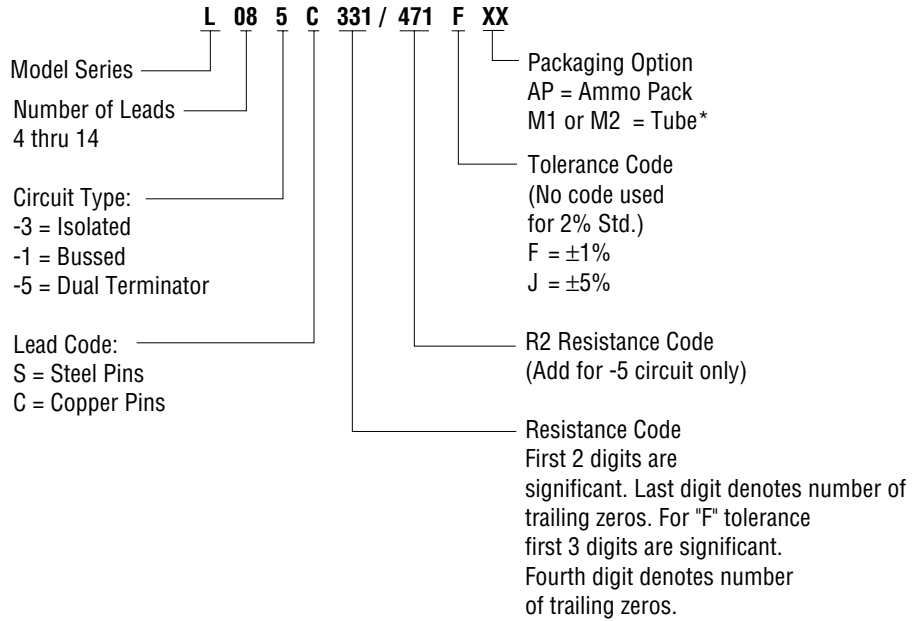 L 08 5 C 331 / 471 F XX
Model Series
Number of Leads
4 thru 14
Circuit Type:
-3 = Isolated
-1 = Bussed
-5 = Dual Terminator
Lead Code:
S = Steel Pins
C = Copper Pins
Packaging Option
AP = Ammo Pack
M1 or M2 = Tube*
Tolerance Code
(No code used
for 2% Std.)
F = ±1%
J = ±5%
R2 Resistance Code
(Add for -5 circuit only)
Resistance Code
First 2 digits are
significant. Last digit denotes number of
trailing zeros. For "F" tolerance
first 3 digits are significant.
Fourth digit denotes number
of trailing zeros.